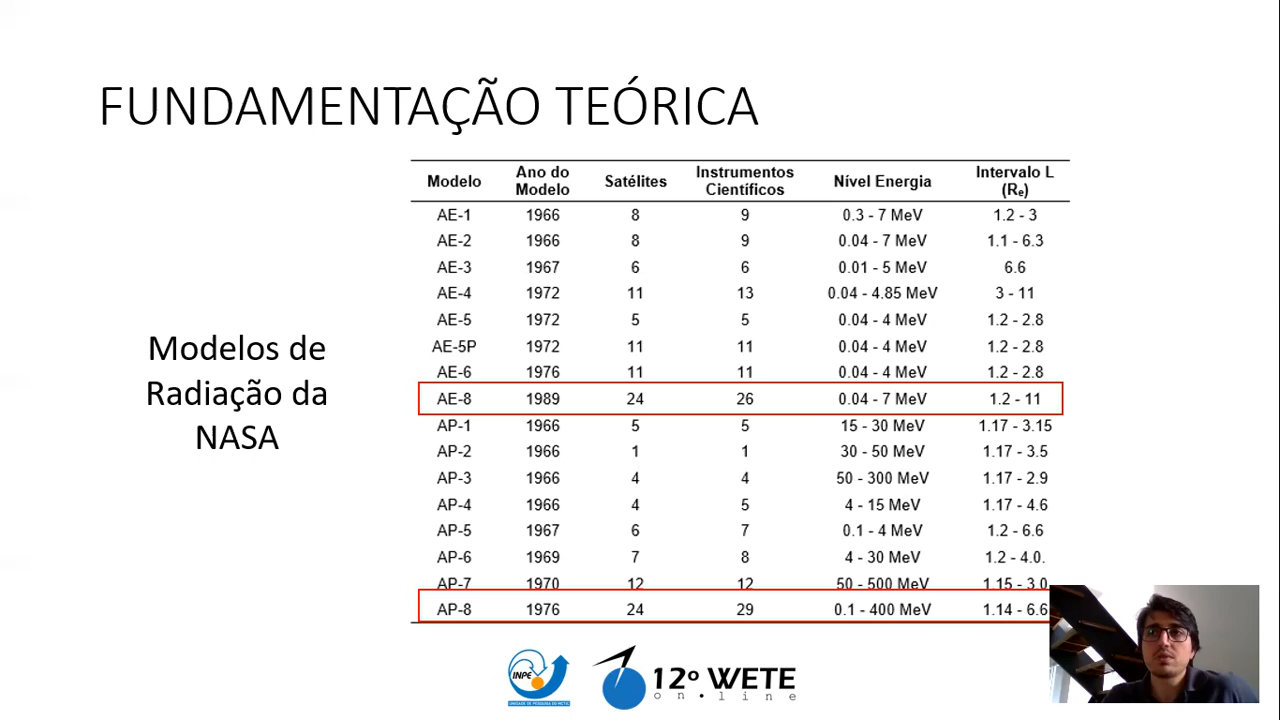 FUNDAMENTAÇÃO TEÓRICA
Modelos de
Radiação da
NASA
Modelo Ano do Modelo Satélites Instrumentos Científicos Nível Energia Intervalo L (Rₑ)
AE-1 1966 8 9 0.3 - 7 MeV 1.2 - 3
AE-2 1966 8 9 0.04 - 7 MeV 1.1 - 6.3
AE-3 1967 6 6 0.01 - 5 MeV 6.6
AE-4 1972 11 13 0.04 - 4.85 MeV 3 - 11
AE-5 1972 5 5 0.04 - 4 MeV 1.2 - 2.8
AE-5P 1972 11 11 0.04 - 4 MeV 1.2 - 2.8
AE-6 1976 11 11 0.04 - 4 MeV 1.2 - 2.8
AE-8 1989 24 26 0.04 - 7 MeV 1.2 - 11
AP-1 1966 5 5 15 - 30 MeV 1.17 - 3.15
AP-2 1966 1 1 30 - 50 MeV 1.17 - 3.5
AP-3 1966 4 4 50 - 300 MeV 1.17 - 2.9
AP-4 1966 4 5 4 - 15 MeV 1.17 - 4.6
AP-5 1967 6 7 0.1 - 4 MeV 1.2 - 6.6
AP-6 1969 7 8 4 - 30 MeV 1.2 - 4.0.
AP-7 1970 12 12 50 - 500 MeV 1.15 - 3.0
AP-8 1976 24 29 0.1 - 400 MeV 1.14 - 6.6
INPE
UNIDADE DE PESQUISA DO MCTIC
12º WETE
on.line